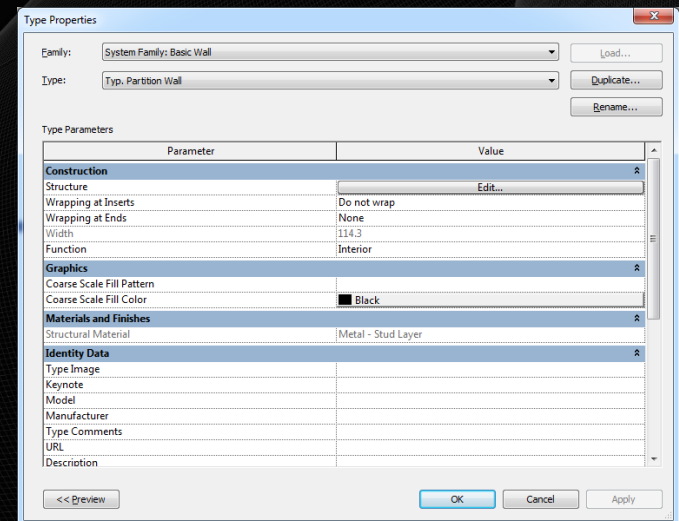 Type Properties
Family: System Family: Basic Wall Load...
Type: Typ. Partition Wall Duplicate...
Rename...
Type Parameters
Parameter Value
Construction
Structure Edit...
Wrapping at Inserts Do not wrap
Wrapping at Ends None
Width 114.3
Function Interior
Graphics
Coarse Scale Fill Pattern
Coarse Scale Fill Color Black
Materials and Finishes
Structural Material Metal - Stud Layer
Identity Data
Type Image
Keynote
Model
Manufacturer
Type Comments
URL
Description
<< Preview OK Cancel Apply